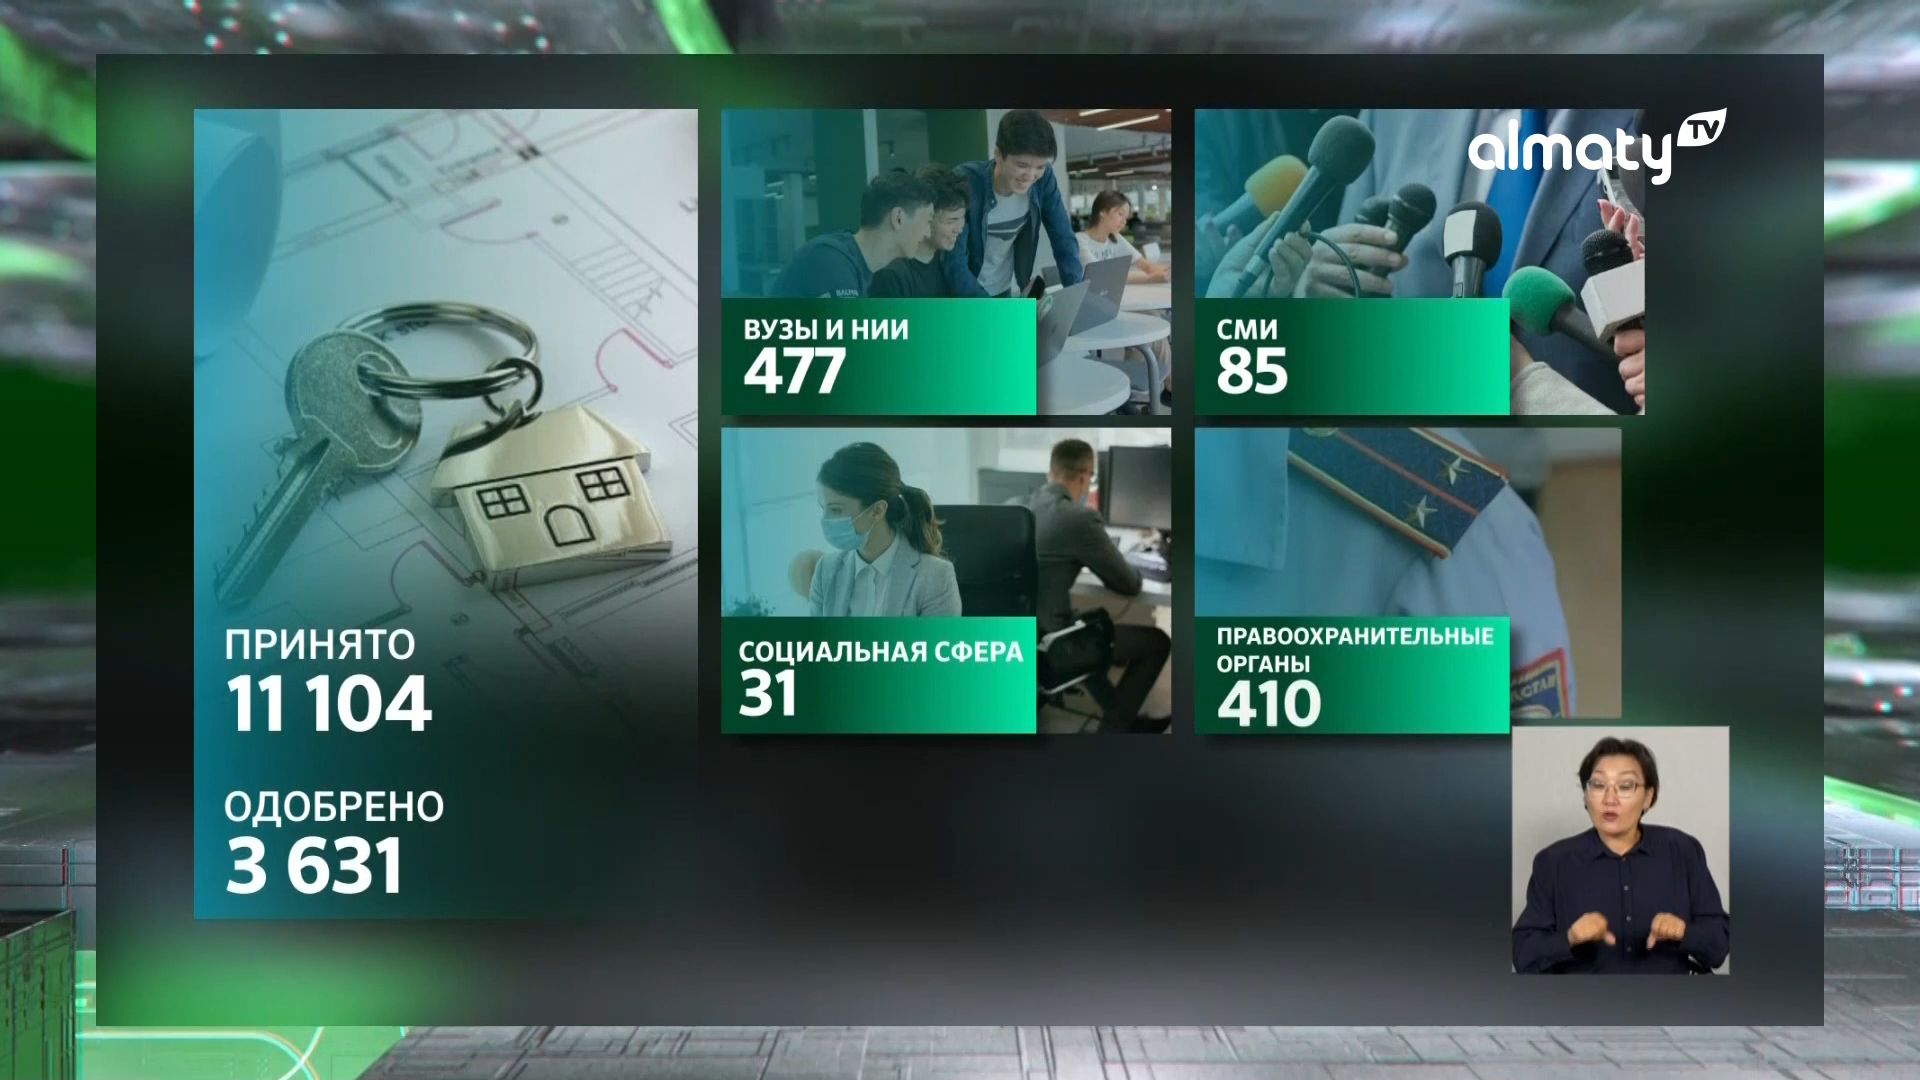 almaty TV
ПРИНЯТО
11 104
ОДОБРЕНО
3 631
ВУЗЫ И НИИ
477
СМИ
85
СОЦИАЛЬНАЯ СФЕРА
31
ПРАВООХРАНИТЕЛЬНЫЕ
ОРГАНЫ
410